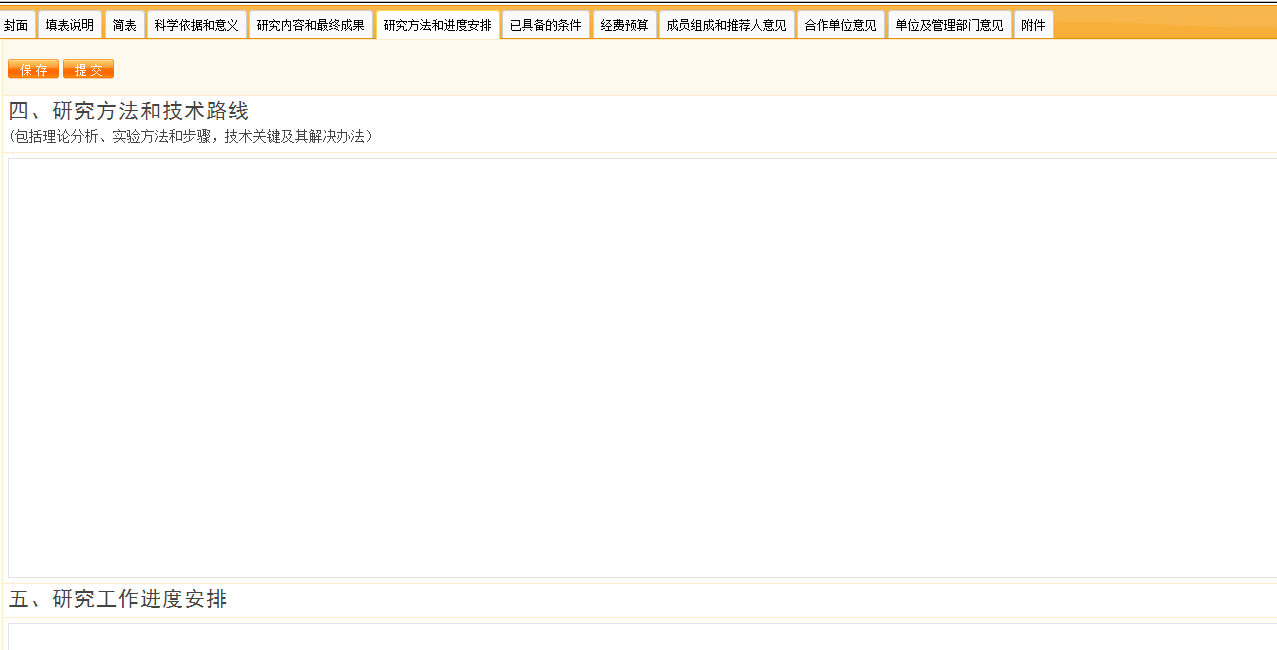 封面 填表说明 简表 科学依据和意义 研究内容和最终成果 研究方法和进度安排 已具备的条件 经费预算 成员组成和推荐人意见 合作单位意见 单位及管理部门意见 附件
保存 提交
四、研究方法和技术路线
(包括理论分析、实验方法和步骤，技术关键及其解决办法）
五、研究工作进度安排